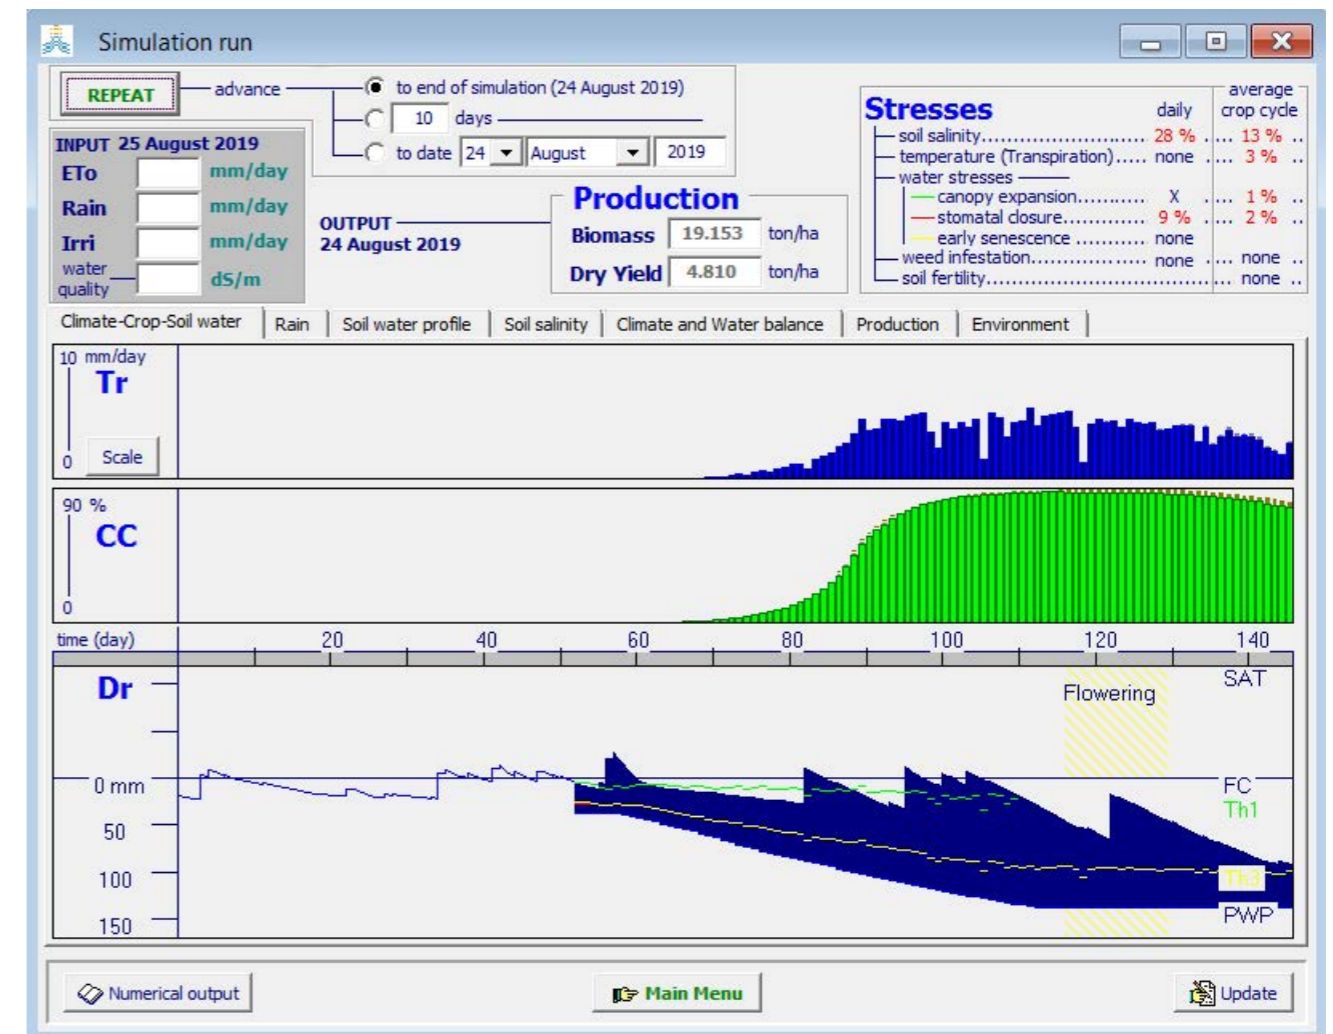 Simulation run
REPEAT advance to end of simulation (24 August 2019)
10 days
to date 24 August 2019
INPUT 25 August 2019
ETo mm/day
Rain mm/day
Irri mm/day
water quality dS/m
OUTPUT
24 August 2019
Production
Biomass 19.153 ton/ha
Dry Yield 4.810 ton/ha
Stresses daily average crop cycle
soil salinity........................... 28 % .... 13 % ..
temperature (Transpiration)..... none .... 3 % ..
water stresses
canopy expansion........... X .... 1 % ..
stomatal closure............. 9 % .... 2 % ..
early senescence ........... none
weed infestation.................. none .... none ..
soil fertility..................................... none ..
Climate-Crop-Soil water Rain Soil water profile Soil salinity Climate and Water balance Production Environment
10 mm/day
Tr
0 Scale
90 %
CC
0
time (day) 20 40 60 80 100 120 140
Dr Flowering SAT
0 mm FC
Th1
50
100 Th3
150 PWP
Numerical output Main Menu Update